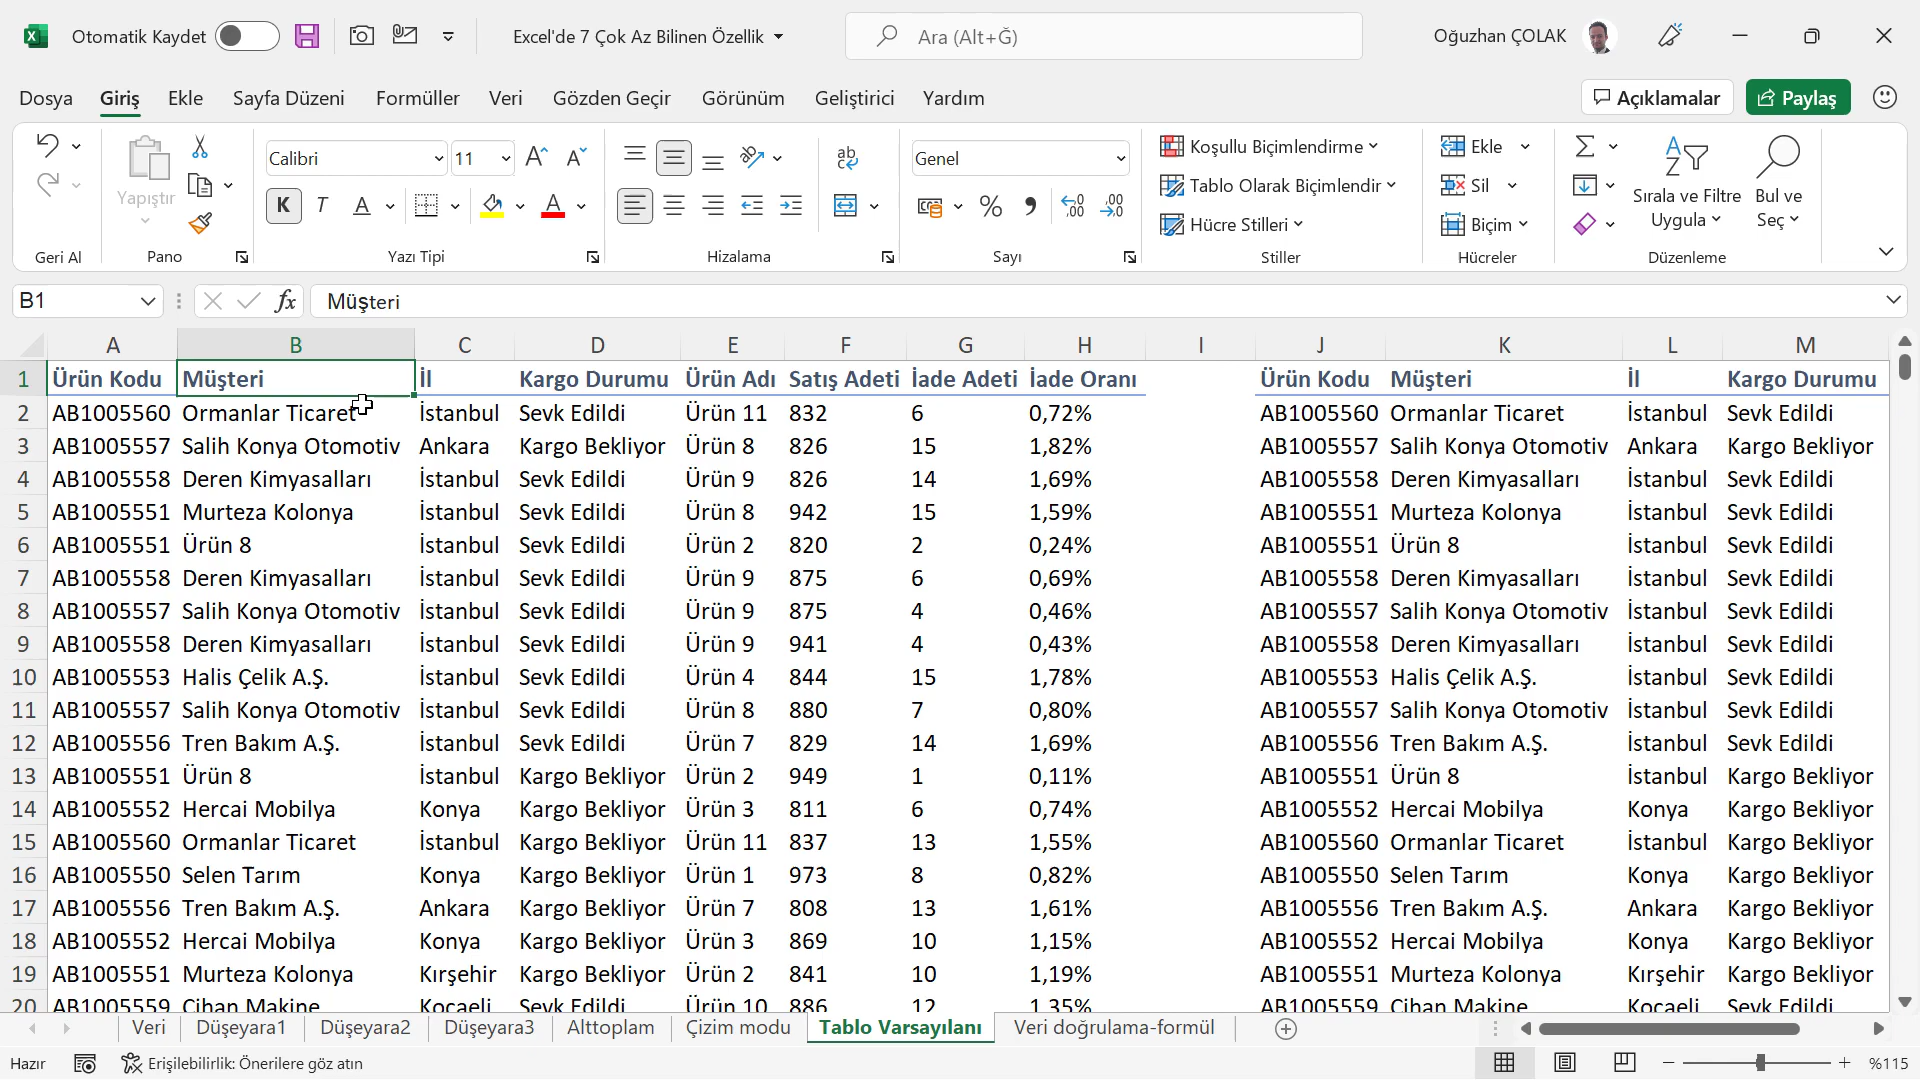 Otomatik Kaydet
Excel'de 7 Çok Az Bilinen Özellik
Ara (Alt+Ğ)
Oğuzhan ÇOLAK
Dosya Giriş Ekle Sayfa Düzeni Formüller Veri Gözden Geçir Görünüm Geliştirici Yardım
Açıklamalar Paylaş
Yapıştır
Calibri 11
K T A A
Genel
Koşullu Biçimlendirme
Tablo Olarak Biçimlendir
Hücre Stilleri
Ekle
Sil
Biçim
Sırala ve Filtre
Uygula
Bul ve
Seç
Geri Al Pano Yazı Tipi Hizalama Sayı Stiller Hücreler Düzenleme
B1 fx Müşteri
A B C D E F G H I J K L M
1 Ürün Kodu Müşteri İl Kargo Durumu Ürün Adı Satış Adeti İade Adeti İade Oranı Ürün Kodu Müşteri İl Kargo Durumu
2 AB1005560 Ormanlar Ticaret İstanbul Sevk Edildi Ürün 11 832 6 0,72% AB1005560 Ormanlar Ticaret İstanbul Sevk Edildi
3 AB1005557 Salih Konya Otomotiv Ankara Kargo Bekliyor Ürün 8 826 15 1,82% AB1005557 Salih Konya Otomotiv Ankara Kargo Bekliyor
4 AB1005558 Deren Kimyasalları İstanbul Sevk Edildi Ürün 9 826 14 1,69% AB1005558 Deren Kimyasalları İstanbul Sevk Edildi
5 AB1005551 Murteza Kolonya İstanbul Sevk Edildi Ürün 8 942 15 1,59% AB1005551 Murteza Kolonya İstanbul Sevk Edildi
6 AB1005551 Ürün 8 İstanbul Sevk Edildi Ürün 2 820 2 0,24% AB1005551 Ürün 8 İstanbul Sevk Edildi
7 AB1005558 Deren Kimyasalları İstanbul Sevk Edildi Ürün 9 875 6 0,69% AB1005558 Deren Kimyasalları İstanbul Sevk Edildi
8 AB1005557 Salih Konya Otomotiv İstanbul Sevk Edildi Ürün 9 875 4 0,46% AB1005557 Salih Konya Otomotiv İstanbul Sevk Edildi
9 AB1005558 Deren Kimyasalları İstanbul Sevk Edildi Ürün 9 941 4 0,43% AB1005558 Deren Kimyasalları İstanbul Sevk Edildi
10 AB1005553 Halis Çelik A.Ş. İstanbul Sevk Edildi Ürün 4 844 15 1,78% AB1005553 Halis Çelik A.Ş. İstanbul Sevk Edildi
11 AB1005557 Salih Konya Otomotiv İstanbul Sevk Edildi Ürün 8 880 7 0,80% AB1005557 Salih Konya Otomotiv İstanbul Sevk Edildi
12 AB1005556 Tren Bakım A.Ş. İstanbul Sevk Edildi Ürün 7 829 14 1,69% AB1005556 Tren Bakım A.Ş. İstanbul Sevk Edildi
13 AB1005551 Ürün 8 İstanbul Kargo Bekliyor Ürün 2 949 1 0,11% AB1005551 Ürün 8 İstanbul Kargo Bekliyor
14 AB1005552 Hercai Mobilya Konya Kargo Bekliyor Ürün 3 811 6 0,74% AB1005552 Hercai Mobilya Konya Kargo Bekliyor
15 AB1005560 Ormanlar Ticaret İstanbul Kargo Bekliyor Ürün 11 837 13 1,55% AB1005560 Ormanlar Ticaret İstanbul Kargo Bekliyor
16 AB1005550 Selen Tarım Konya Kargo Bekliyor Ürün 1 973 8 0,82% AB1005550 Selen Tarım Konya Kargo Bekliyor
17 AB1005556 Tren Bakım A.Ş. Ankara Kargo Bekliyor Ürün 7 808 13 1,61% AB1005556 Tren Bakım A.Ş. Ankara Kargo Bekliyor
18 AB1005552 Hercai Mobilya Konya Kargo Bekliyor Ürün 3 869 10 1,15% AB1005552 Hercai Mobilya Konya Kargo Bekliyor
19 AB1005551 Murteza Kolonya Kırşehir Kargo Bekliyor Ürün 2 841 10 1,19% AB1005551 Murteza Kolonya Kırşehir Kargo Bekliyor
20 AB1005559 Cihan Makine Kocaeli Sevk Edildi Ürün 10 886 12 1,35% AB1005559 Cihan Makine Kocaeli Sevk Edildi
Veri Düşeyara1 Düşeyara2 Düşeyara3 Alttoplam Çizim modu Tablo Varsayılanı Veri doğrulama-formül
Hazır Erişilebilirlik: Önerilere göz atın %115